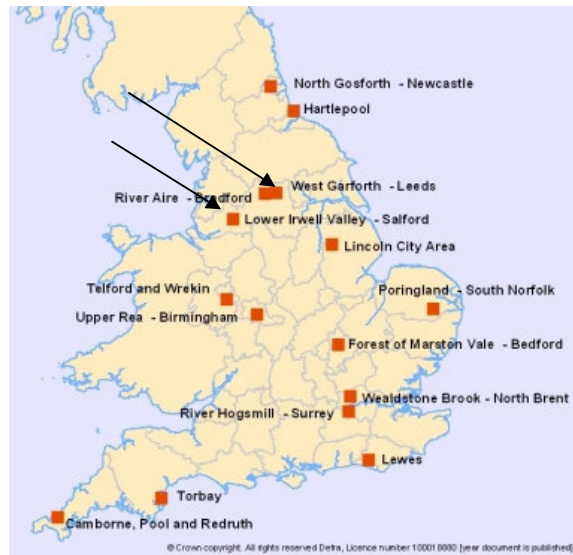 North Gosforth - Newcastle
Hartlepool
West Garforth - Leeds
River Aire - Bradford
Lower Irwell Valley - Salford
Lincoln City Area
Telford and Wrekin
Poringland - South Norfolk
Upper Rea - Birmingham
Forest of Marston Vale - Bedford
Wealdstone Brook - North Brent
River Hogsmill - Surrey
Lewes
Torbay
Camborne, Pool and Redruth
© Crown copyright. All rights reserved Defra, Licence number 100018880 [year document is published]